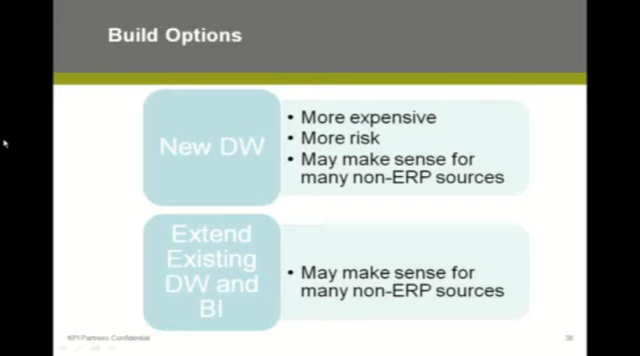 Build Options
New DW
• More expensive
• More risk
• May make sense for
many non-ERP sources
Extend
Existing
DW and
BI
• May make sense for
many non-ERP sources
KPI Partners Confidential